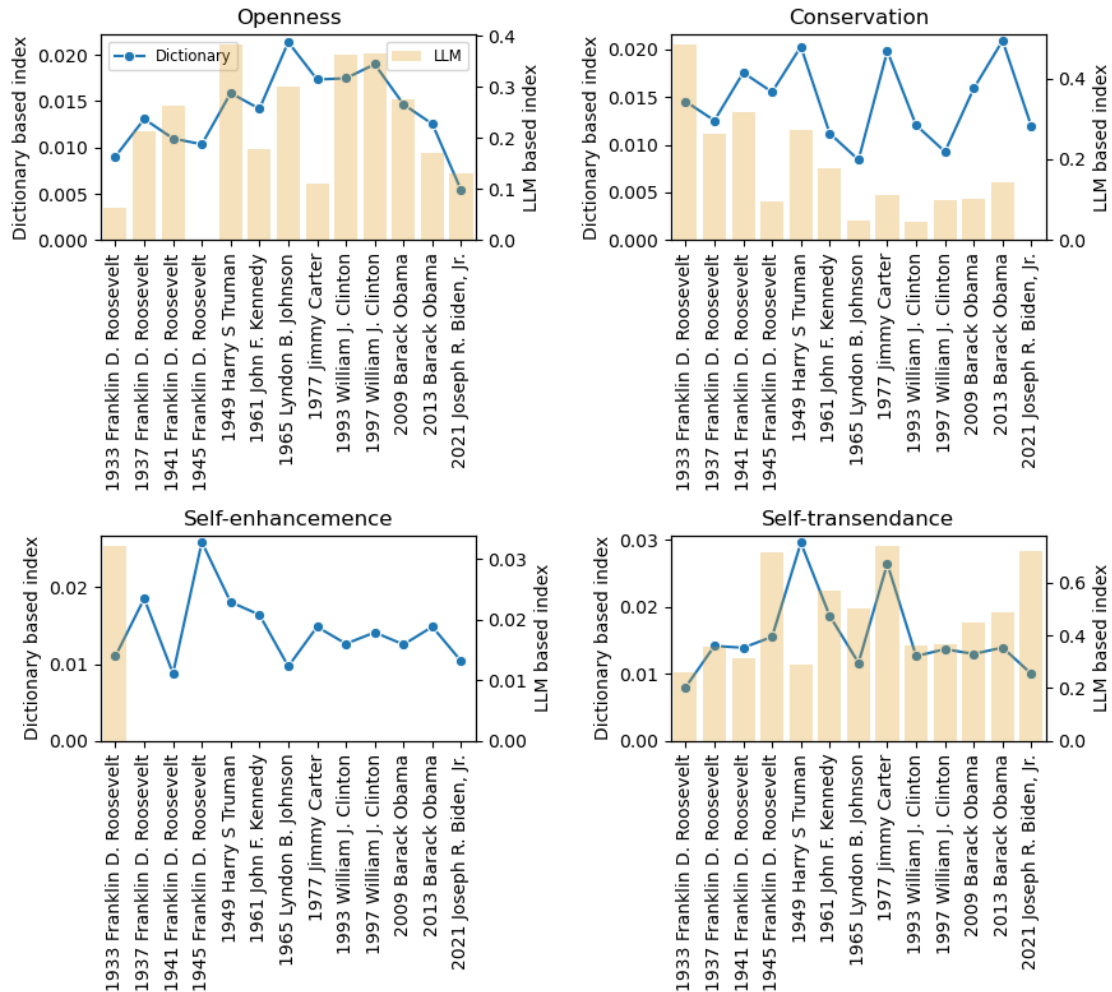 Openness
Dictionary based index
0.020
0.015
0.010
0.005
0.000
Dictionary
LLM
0.4
0.3
0.2
0.1
0.0
LLM based index
1933 Franklin D. Roosevelt
1937 Franklin D. Roosevelt
1941 Franklin D. Roosevelt
1945 Franklin D. Roosevelt
1949 Harry S Truman
1961 John F. Kennedy
1965 Lyndon B. Johnson
1977 Jimmy Carter
1993 William J. Clinton
1997 William J. Clinton
2009 Barack Obama
2013 Barack Obama
2021 Joseph R. Biden, Jr.
Conservation
Dictionary based index
0.020
0.015
0.010
0.005
0.000
0.4
0.2
0.0
LLM based index
1933 Franklin D. Roosevelt
1937 Franklin D. Roosevelt
1941 Franklin D. Roosevelt
1945 Franklin D. Roosevelt
1949 Harry S Truman
1961 John F. Kennedy
1965 Lyndon B. Johnson
1977 Jimmy Carter
1993 William J. Clinton
1997 William J. Clinton
2009 Barack Obama
2013 Barack Obama
2021 Joseph R. Biden, Jr.
Self-enhancemence
Dictionary based index
0.02
0.01
0.00
0.03
0.02
0.01
0.00
LLM based index
1933 Franklin D. Roosevelt
1937 Franklin D. Roosevelt
1941 Franklin D. Roosevelt
1945 Franklin D. Roosevelt
1949 Harry S Truman
1961 John F. Kennedy
1965 Lyndon B. Johnson
1977 Jimmy Carter
1993 William J. Clinton
1997 William J. Clinton
2009 Barack Obama
2013 Barack Obama
2021 Joseph R. Biden, Jr.
Self-transendance
Dictionary based index
0.03
0.02
0.01
0.00
0.6
0.4
0.2
0.0
LLM based index
1933 Franklin D. Roosevelt
1937 Franklin D. Roosevelt
1941 Franklin D. Roosevelt
1945 Franklin D. Roosevelt
1949 Harry S Truman
1961 John F. Kennedy
1965 Lyndon B. Johnson
1977 Jimmy Carter
1993 William J. Clinton
1997 William J. Clinton
2009 Barack Obama
2013 Barack Obama
2021 Joseph R. Biden, Jr.